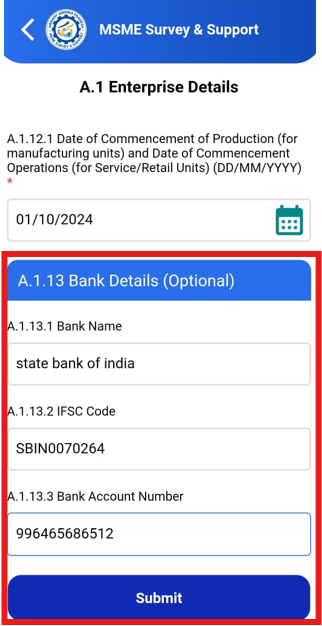 MSME Survey & Support
A.1 Enterprise Details
A.1.12.1 Date of Commencement of Production (for
manufacturing units) and Date of Commencement
Operations (for Service/Retail Units) (DD/MM/YYYY)
*
01/10/2024
A.1.13 Bank Details (Optional)
A.1.13.1 Bank Name
state bank of india
A.1.13.2 IFSC Code
SBIN0070264
A.1.13.3 Bank Account Number
996465686512
Submit